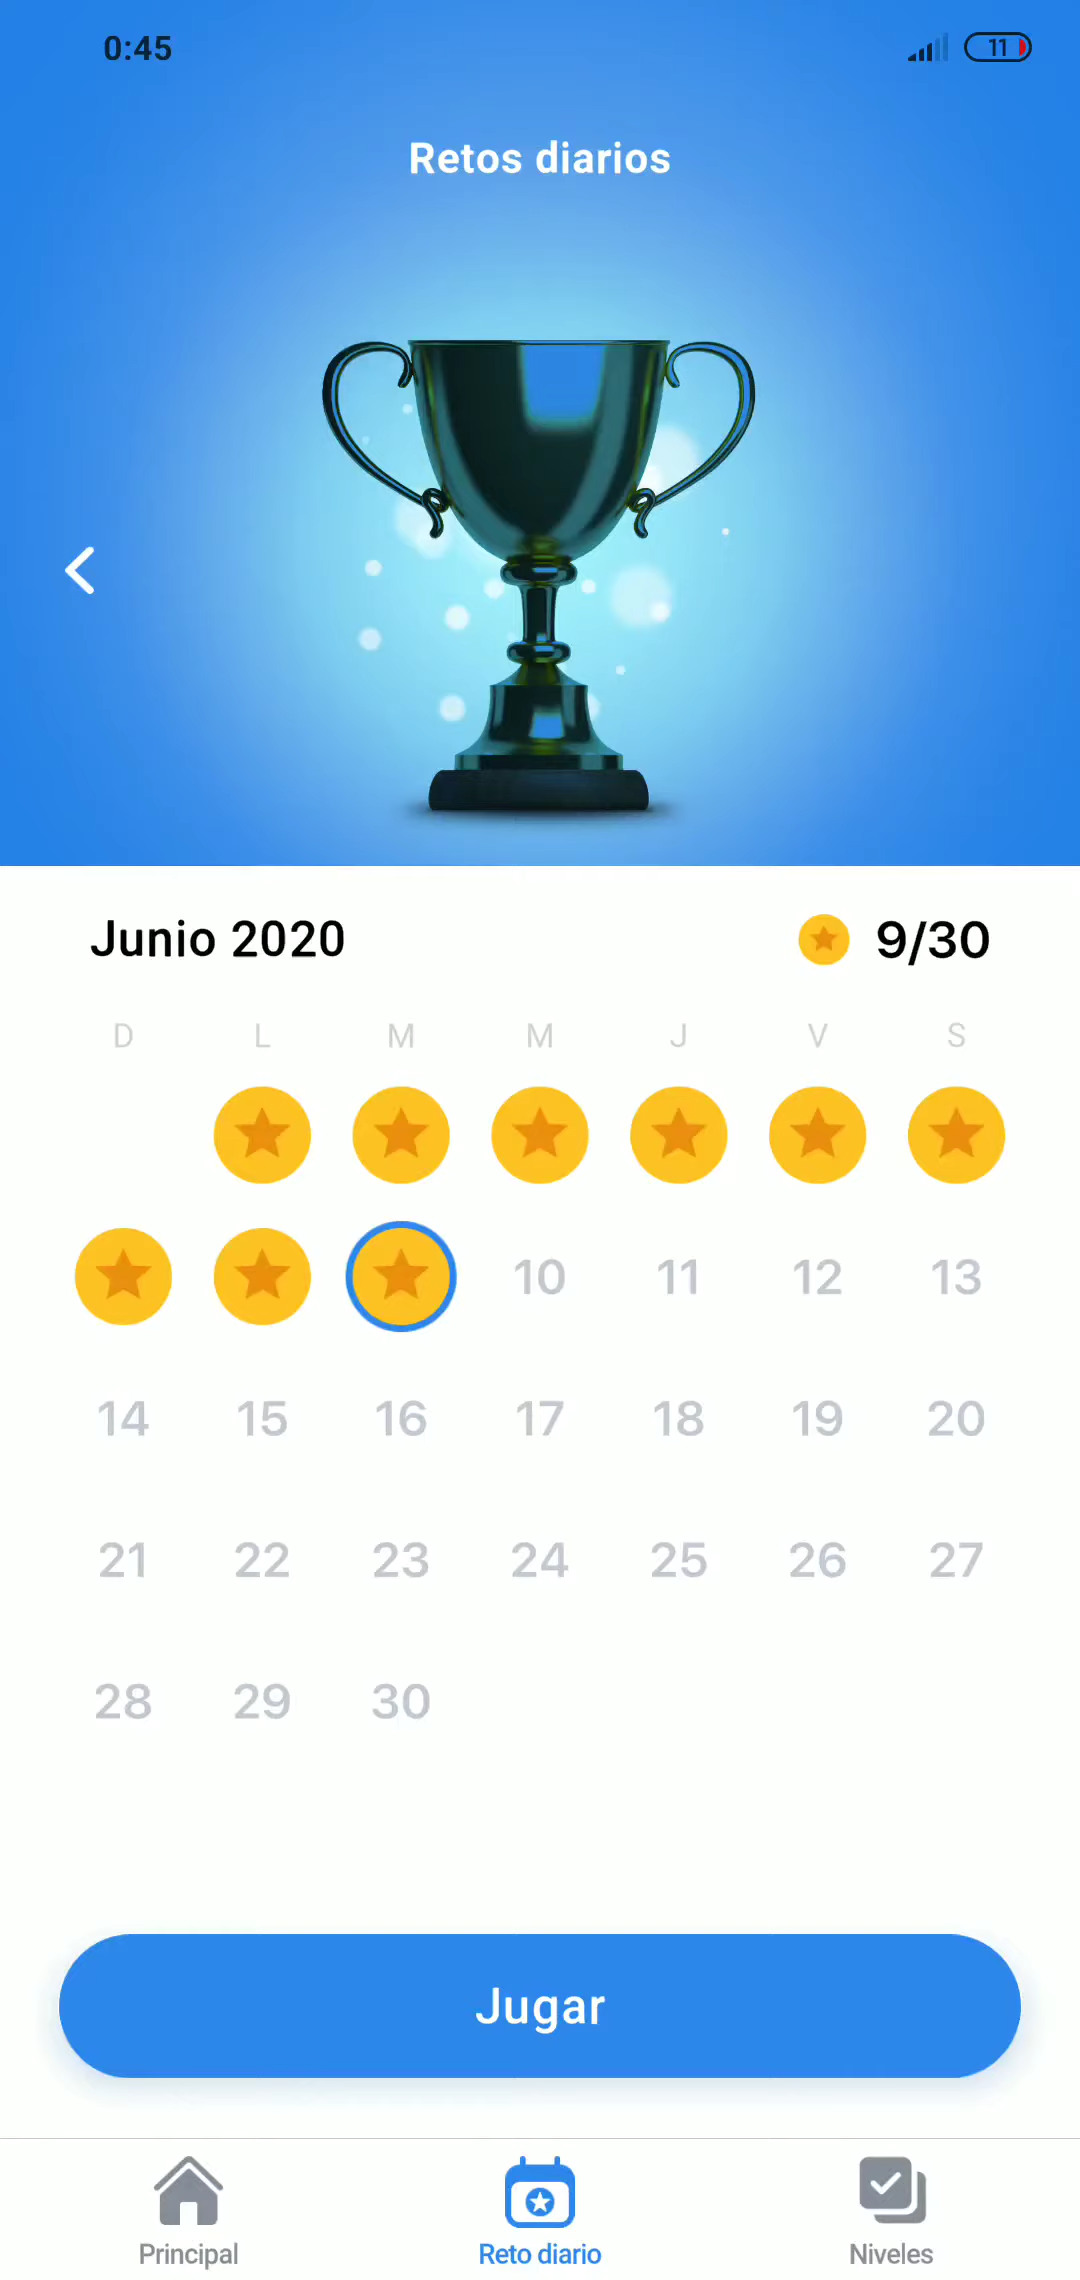 0:45
11
Retos diarios
Junio 2020
9/30
D L M M J V S
10 11 12 13
14 15 16 17 18 19 20
21 22 23 24 25 26 27
28 29 30
Jugar
Principal Reto diario Niveles